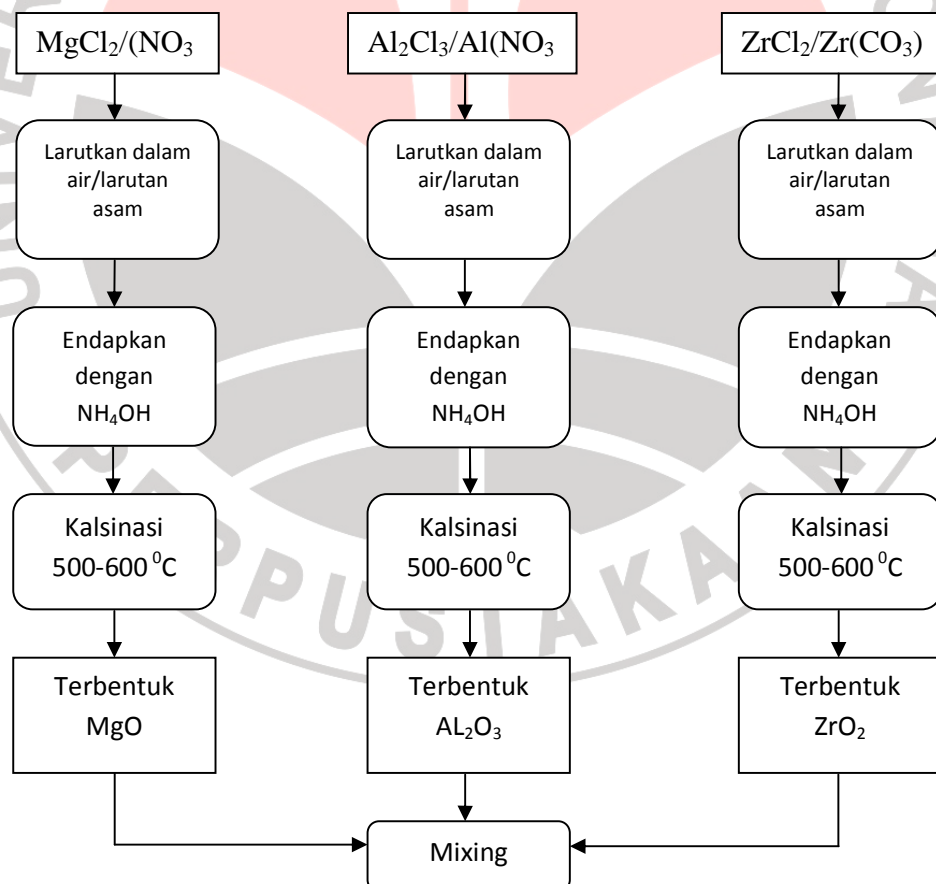 MgCl₂/(NO₃
Al₂Cl₃/Al(NO₃
ZrCl₂/Zr(CO₃)
Larutkan dalam
air/larutan
asam
Larutkan dalam
air/larutan
asam
Larutkan dalam
air/larutan
asam
Endapkan
dengan
NH₄OH
Endapkan
dengan
NH₄OH
Endapkan
dengan
NH₄OH
Kalsinasi
500-600 ⁰C
Kalsinasi
500-600 ⁰C
Kalsinasi
500-600 ⁰C
Terbentuk
MgO
Terbentuk
AL₂O₃
Terbentuk
ZrO₂
Mixing